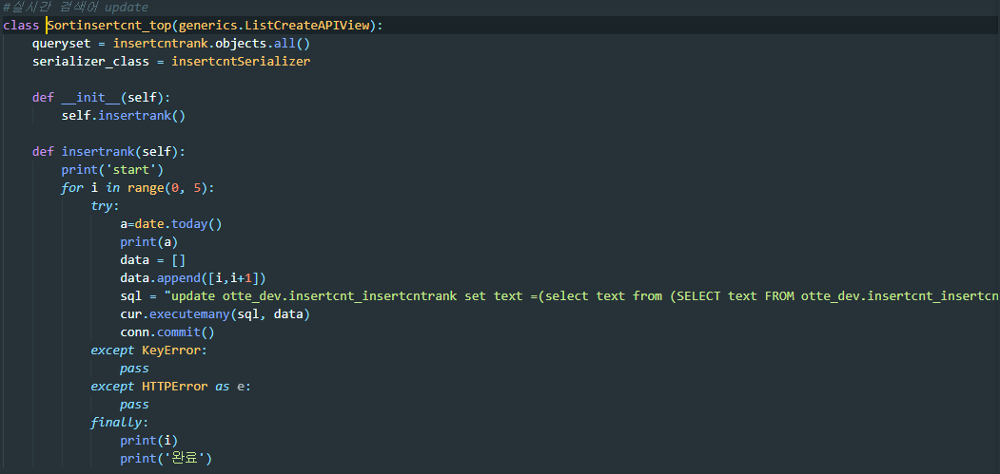 #실시간 검색어 update
class Sortinsertcnt_top(generics.ListCreateAPIView):
    queryset = insertcntrank.objects.all()
    serializer_class = insertcntSerializer
    def __init__(self):
        self.insertrank()
    def insertrank(self):
        print('start')
        for i in range(0, 5):
            try:
                a=date.today()
                print(a)
                data = []
                data.append([i,i+1])
                sql = "update otte_dev.insertcnt_insertcntrank set text =(select text from (SELECT text FROM otte_dev.insertcnt_insertcn
                cur.executemany(sql, data)
                conn.commit()
            except KeyError:
                pass
            except HTTPError as e:
                pass
            finally:
                print(i)
                print('완료')